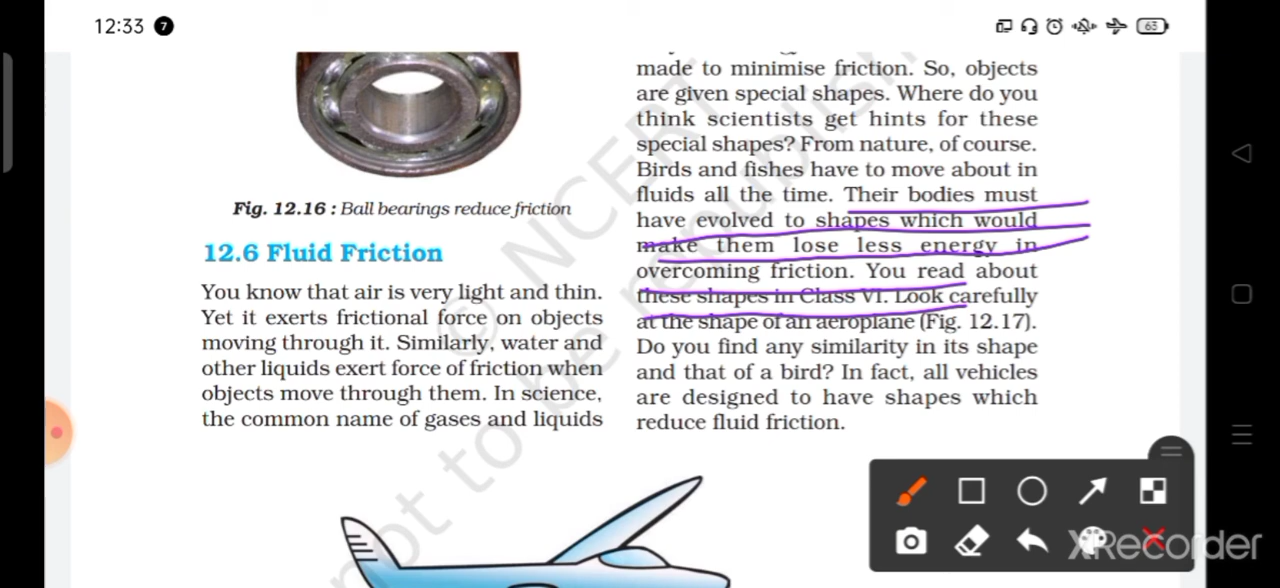 12:33 7
63
Fig. 12.16 : Ball bearings reduce friction
12.6 Fluid Friction
You know that air is very light and thin.
Yet it exerts frictional force on objects
moving through it. Similarly, water and
other liquids exert force of friction when
objects move through them. In science,
the common name of gases and liquids
made to minimise friction. So, objects
are given special shapes. Where do you
think scientists get hints for these
special shapes? From nature, of course.
Birds and fishes have to move about in
fluids all the time. Their bodies must
have evolved to shapes which would
make them lose less energy in
overcoming friction. You read about
these shapes in Class VI. Look carefully
at the shape of an aeroplane (Fig. 12.17).
Do you find any similarity in its shape
and that of a bird? In fact, all vehicles
are designed to have shapes which
reduce fluid friction.
© NCERT
not to be republish
XRecorder